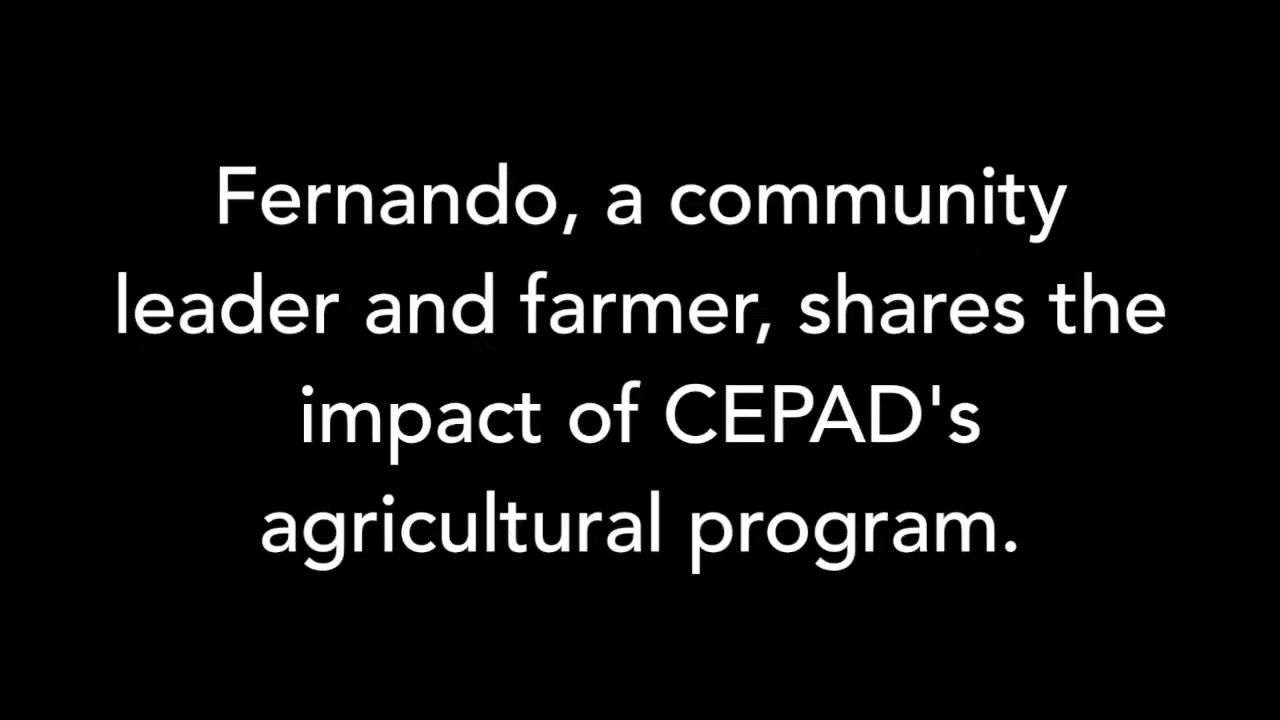 Fernando, a community
leader and farmer, shares the
impact of CEPAD's
agricultural program.